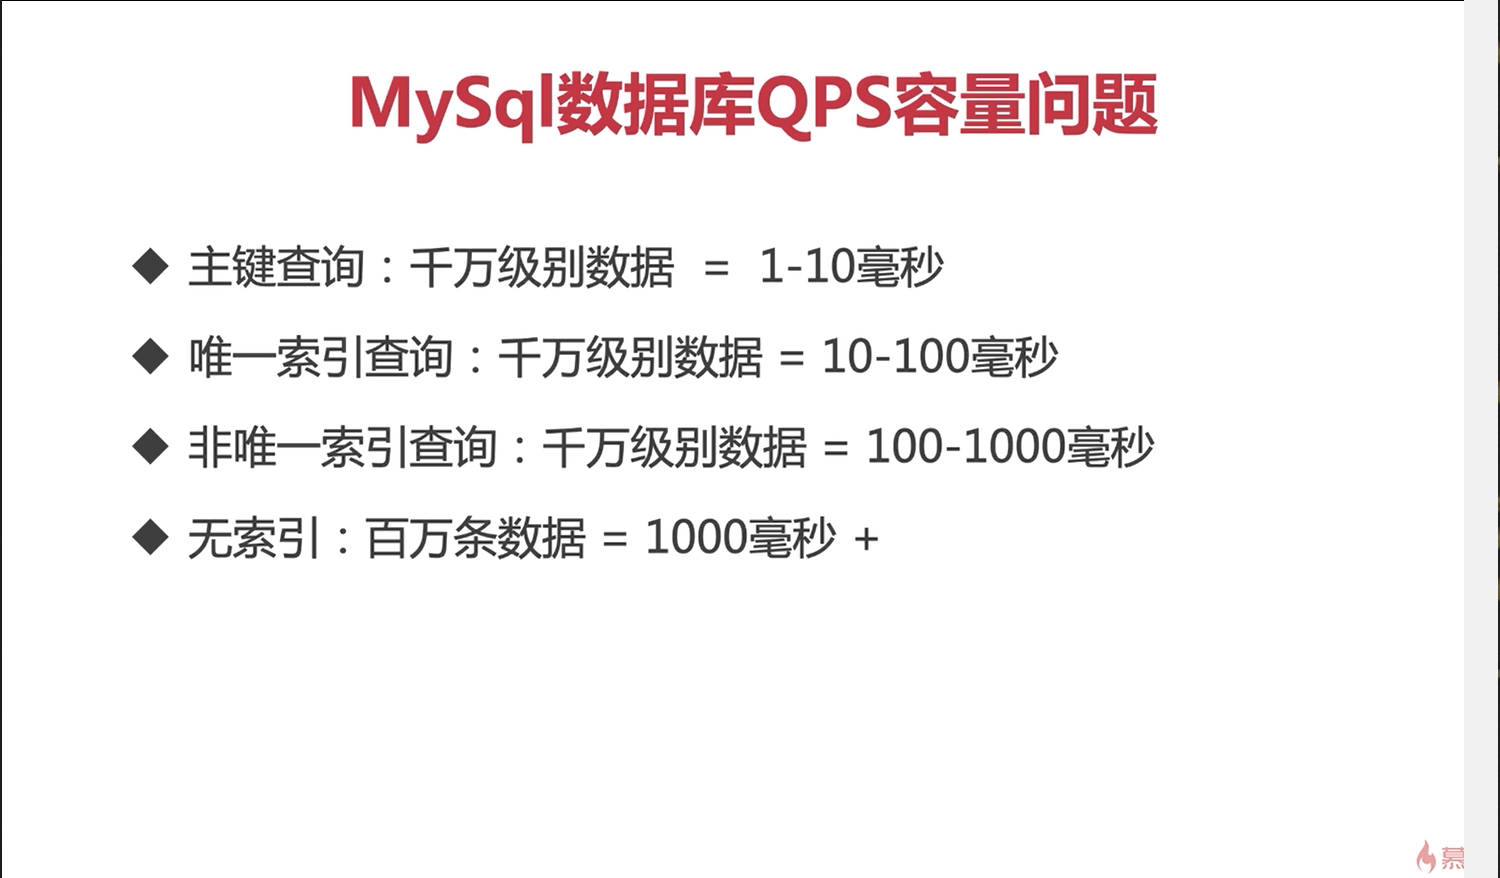 MySql数据库QPS容量问题
◆ 主键查询：千万级别数据 = 1-10毫秒
◆ 唯一索引查询：千万级别数据 = 10-100毫秒
◆ 非唯一索引查询：千万级别数据 = 100-1000毫秒
◆ 无索引：百万条数据 = 1000毫秒 +
慕